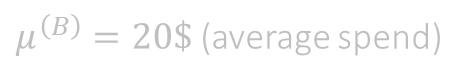 μ^(B) = 20$ (average spend)